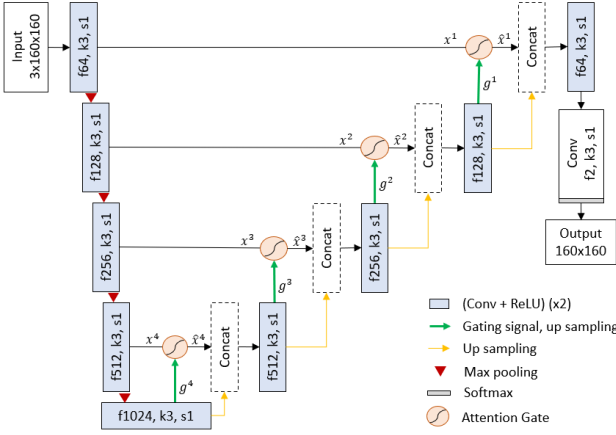 Input
3x160x160
f64, k3, s1
x¹
x̂¹
Concat
f64, k3, s1
g¹
f128, k3, s1
x²
x̂²
Concat
f128, k3, s1
Conv
f2, k3, s1
g²
f256, k3, s1
x³
x̂³
Concat
f256, k3, s1
Output
160x160
g³
f512, k3, s1
x⁴
x̂⁴
Concat
f512, k3, s1
g⁴
f1024, k3, s1
(Conv + ReLU) (x2)
Gating signal, up sampling
Up sampling
Max pooling
Softmax
Attention Gate